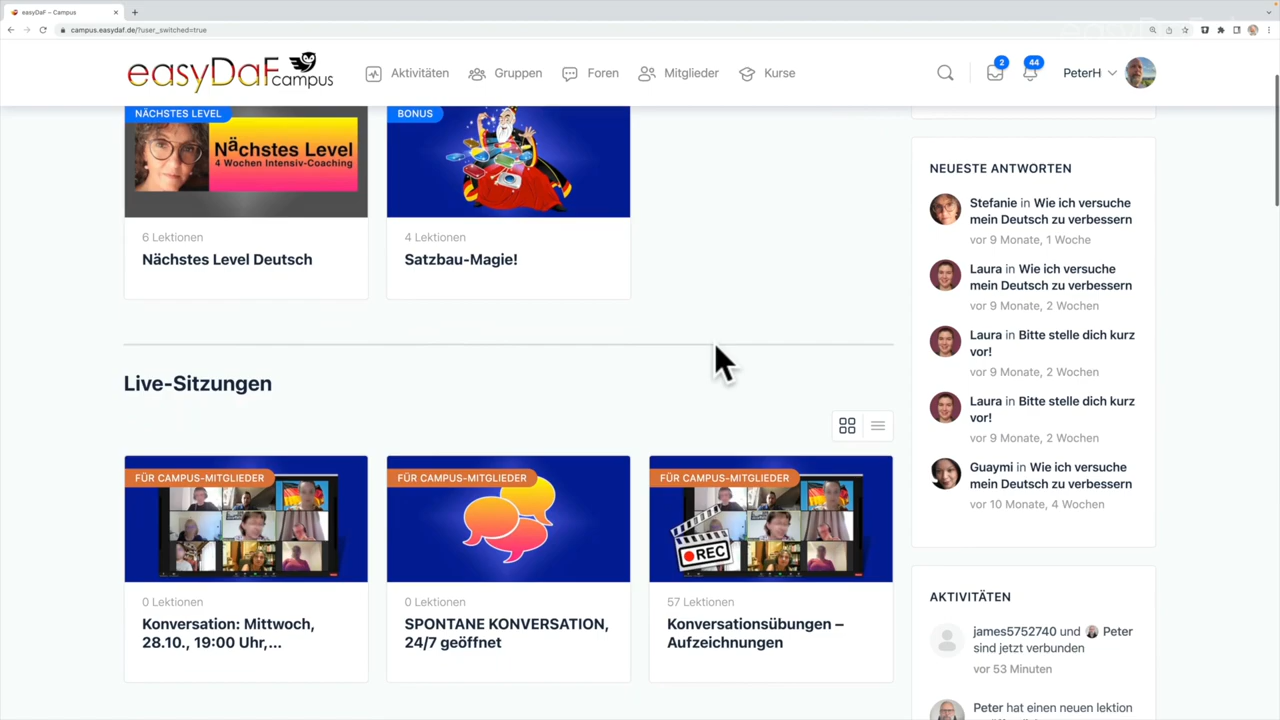 easyDaF – Campus
campus.easydaf.de/?user_switched=true
easyDaF campus
Aktivitäten
Gruppen
Foren
Mitglieder
Kurse
2
44
PeterH
NÄCHSTES LEVEL
Nächstes Level
4 Wochen Intensiv-Coaching
6 Lektionen
Nächstes Level Deutsch
BONUS
4 Lektionen
Satzbau-Magie!
Live-Sitzungen
FÜR CAMPUS-MITGLIEDER
0 Lektionen
Konversation: Mittwoch,
28.10., 19:00 Uhr,...
FÜR CAMPUS-MITGLIEDER
0 Lektionen
SPONTANE KONVERSATION,
24/7 geöffnet
FÜR CAMPUS-MITGLIEDER
REC
57 Lektionen
Konversationsübungen –
Aufzeichnungen
NEUESTE ANTWORTEN
Stefanie in Wie ich versuche
mein Deutsch zu verbessern
vor 9 Monate, 1 Woche
Laura in Wie ich versuche
mein Deutsch zu verbessern
vor 9 Monate, 2 Wochen
Laura in Bitte stelle dich kurz
vor!
vor 9 Monate, 2 Wochen
Laura in Bitte stelle dich kurz
vor!
vor 9 Monate, 2 Wochen
Guaymi in Wie ich versuche
mein Deutsch zu verbessern
vor 10 Monate, 4 Wochen
AKTIVITÄTEN
james5752740 und Peter
sind jetzt verbunden
vor 53 Minuten
Peter hat einen neuen lektion